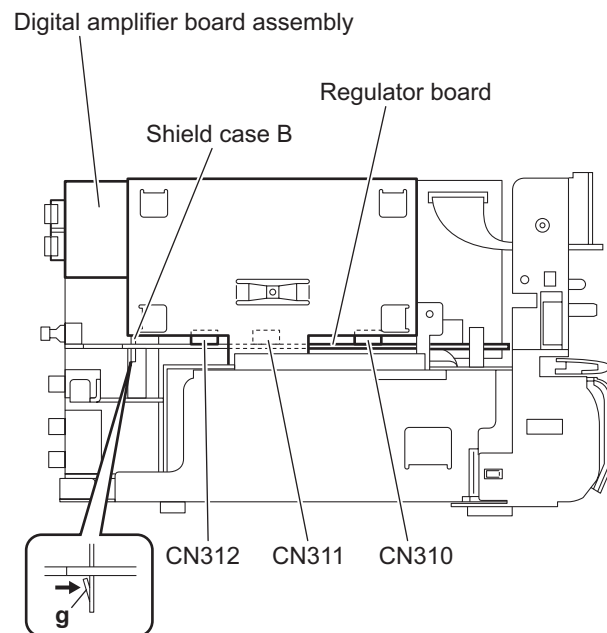 Digital amplifier board assembly
Regulator board
Shield case B
CN312
CN311
CN310
g